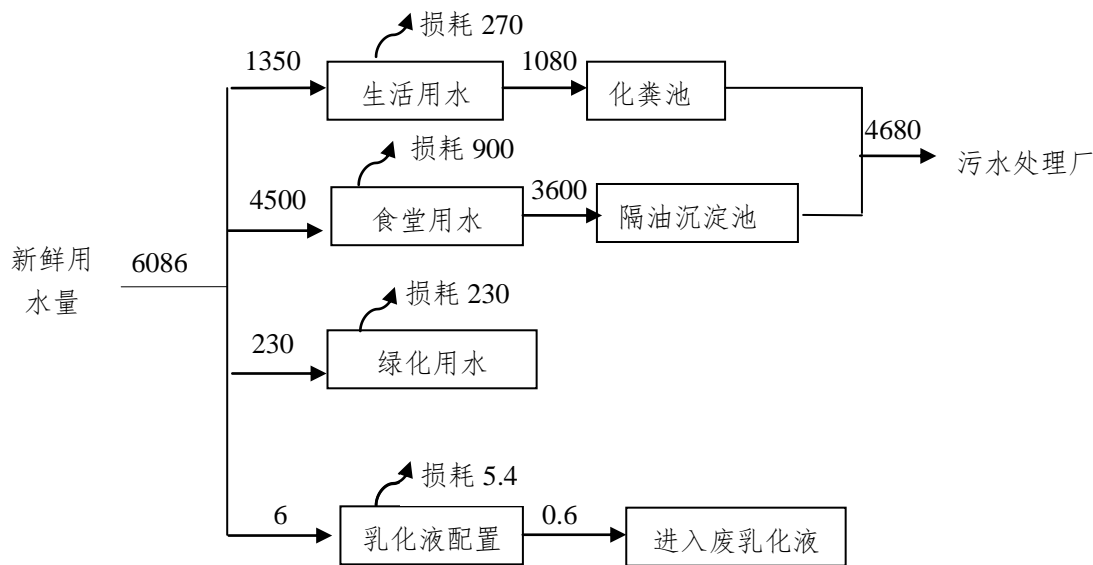 损耗 270
1350
生活用水
1080
化粪池
4680
污水处理厂
损耗 900
4500
食堂用水
3600
隔油沉淀池
新鲜用
水量
6086
损耗 230
230
绿化用水
损耗 5.4
6
乳化液配置
0.6
进入废乳化液